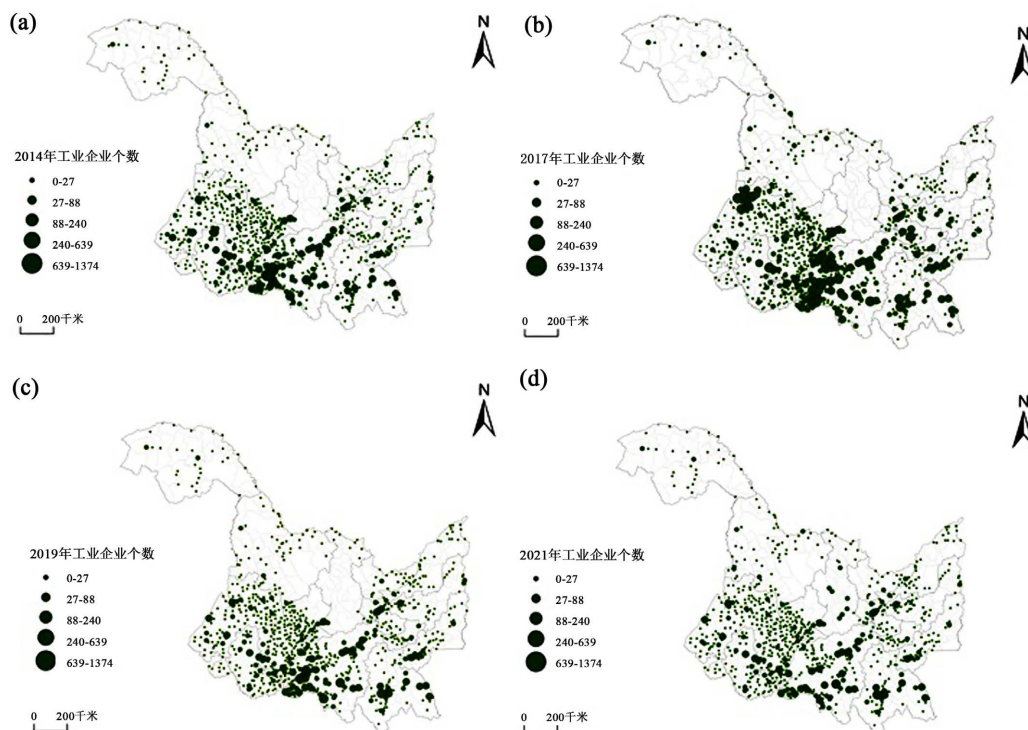 (a)
N
2014年工业企业个数
0-27
27-88
88-240
240-639
639-1374
0 200千米
(b)
N
2017年工业企业个数
0-27
27-88
88-240
240-639
639-1374
0 200千米
(c)
N
2019年工业企业个数
0-27
27-88
88-240
240-639
639-1374
0 200千米
(d)
N
2021年工业企业个数
0-27
27-88
88-240
240-639
639-1374
0 200千米